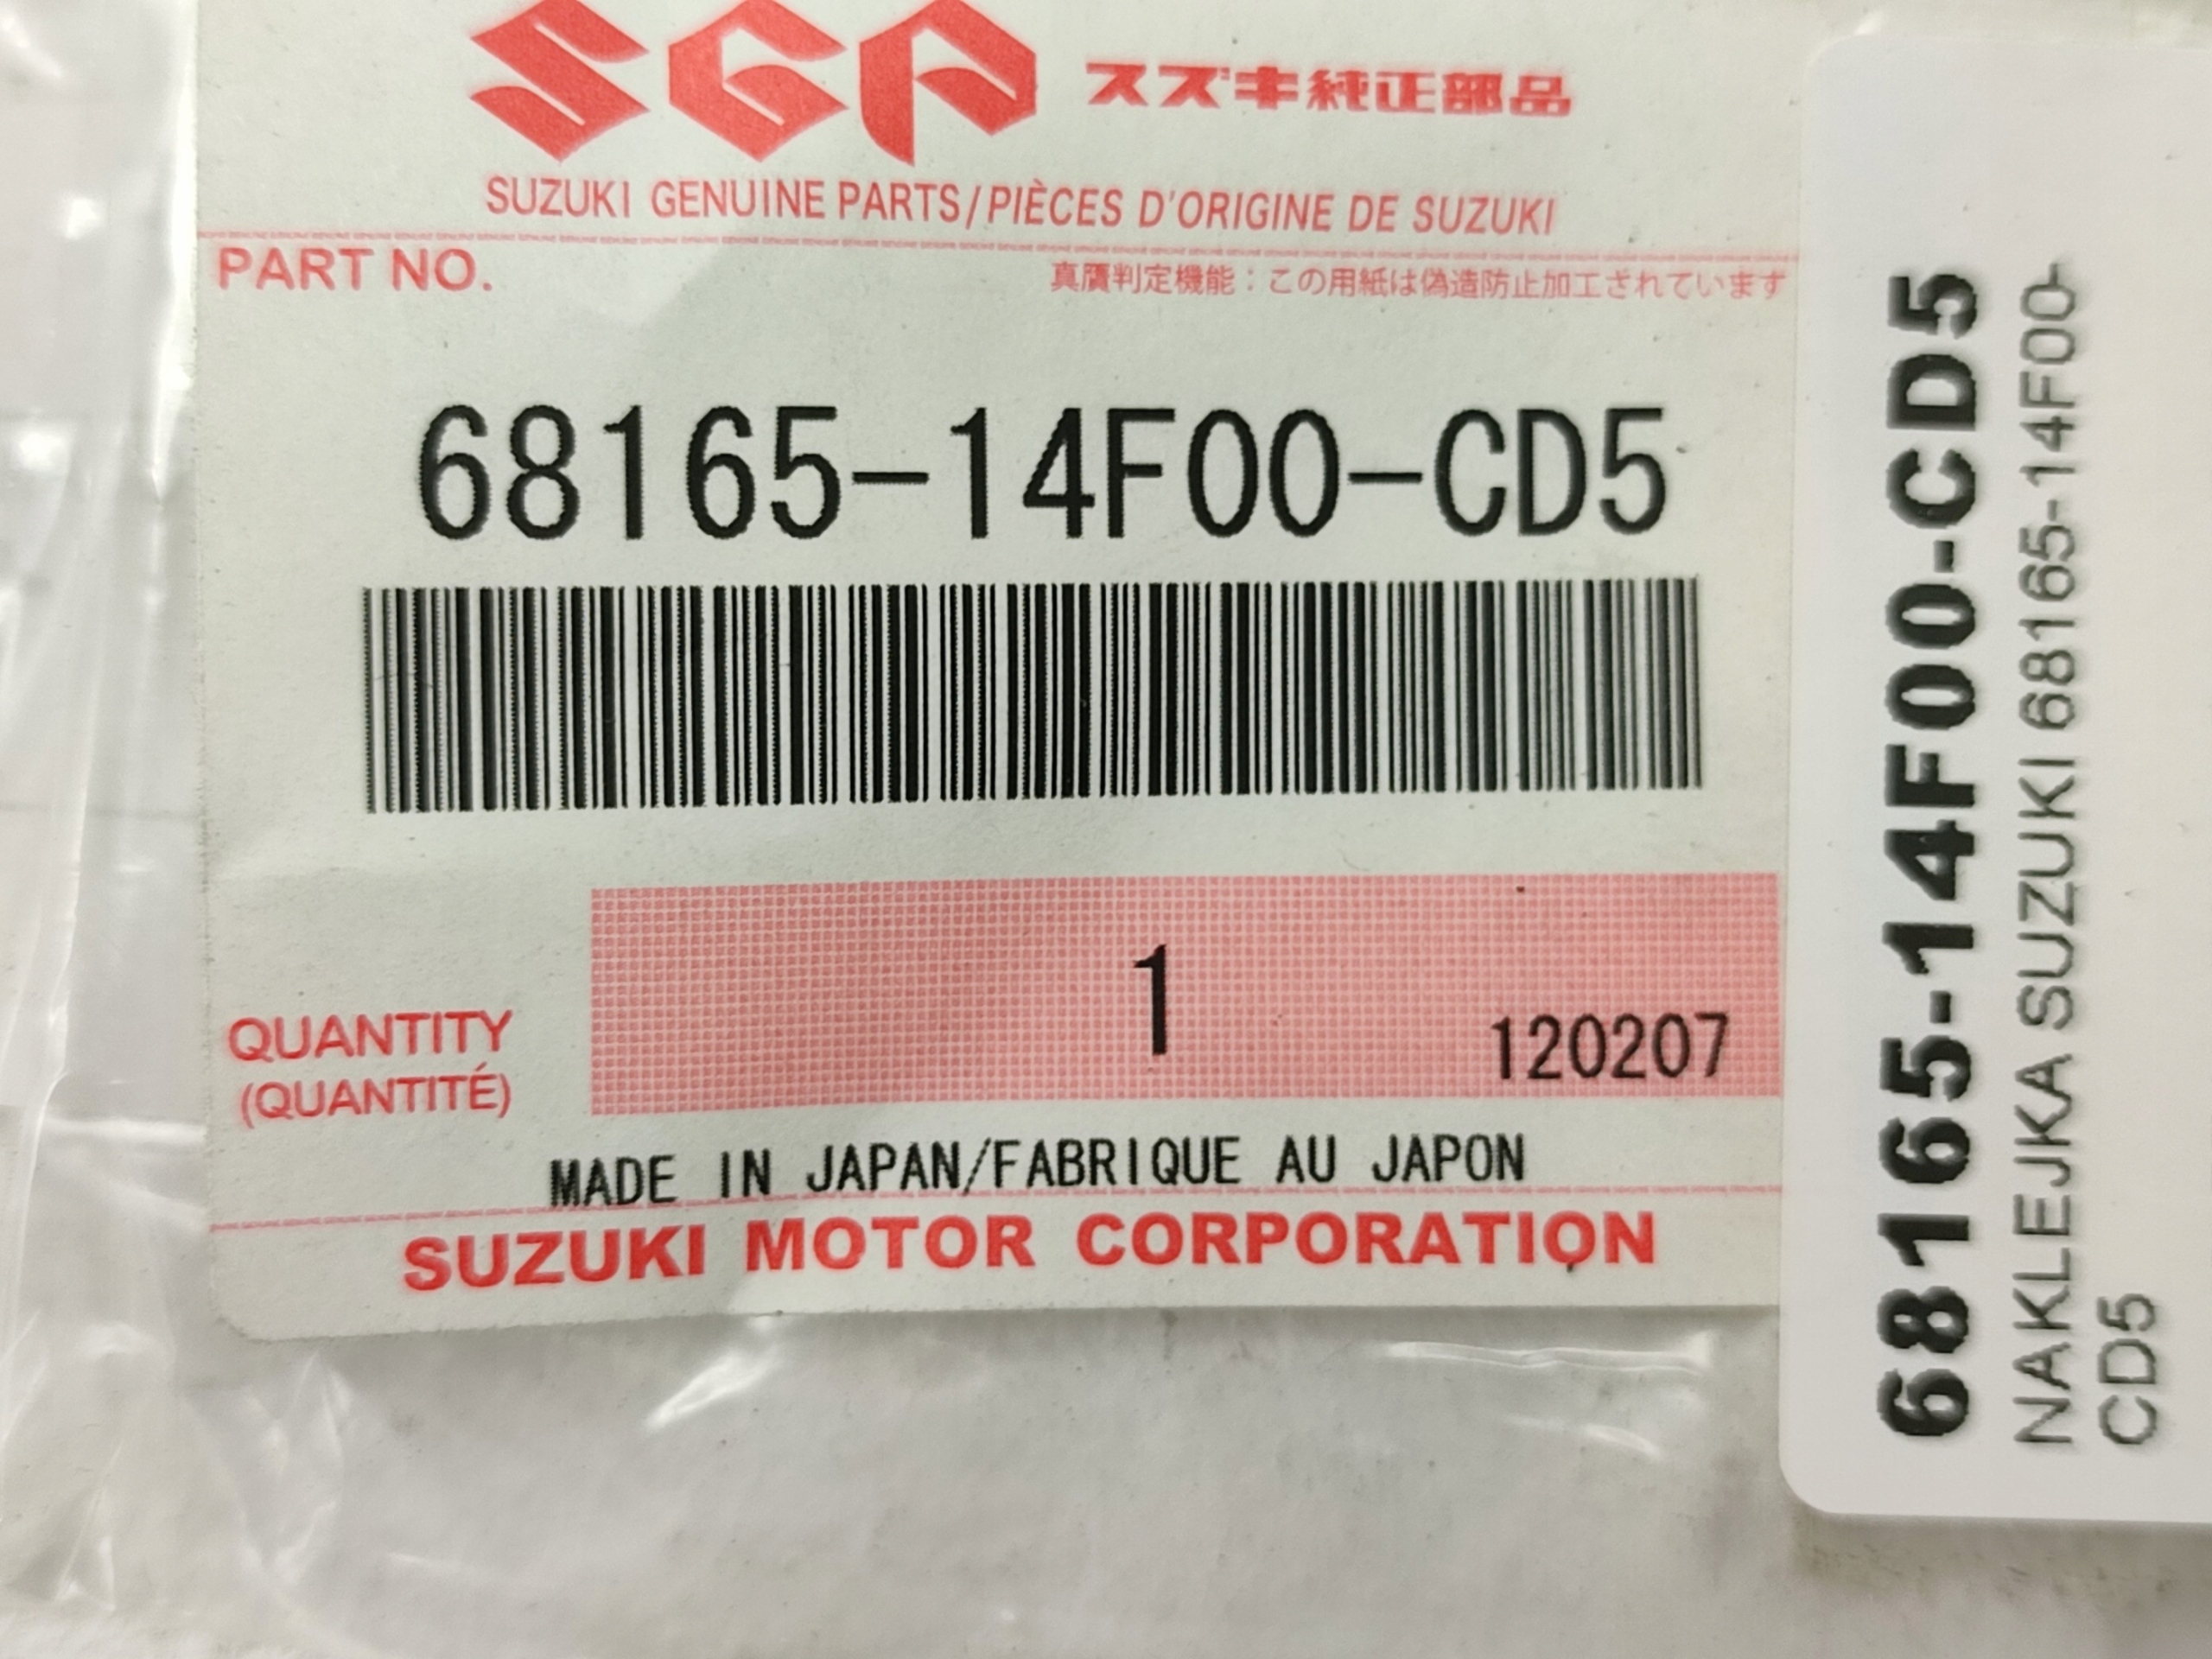 SGP スズキ純正部品
SUZUKI GENUINE PARTS/PIÈCES D'ORIGINE DE SUZUKI
PART NO.
真贋判定機能：この用紙は偽造防止加工されています
68165-14F00-CD5
1
120207
QUANTITY
(QUANTITÉ)
MADE IN JAPAN/FABRIQUE AU JAPON
SUZUKI MOTOR CORPORATION
68165-14F00-CD5
NAKLEJKA SUZUKI 68165-14F00-
CD5